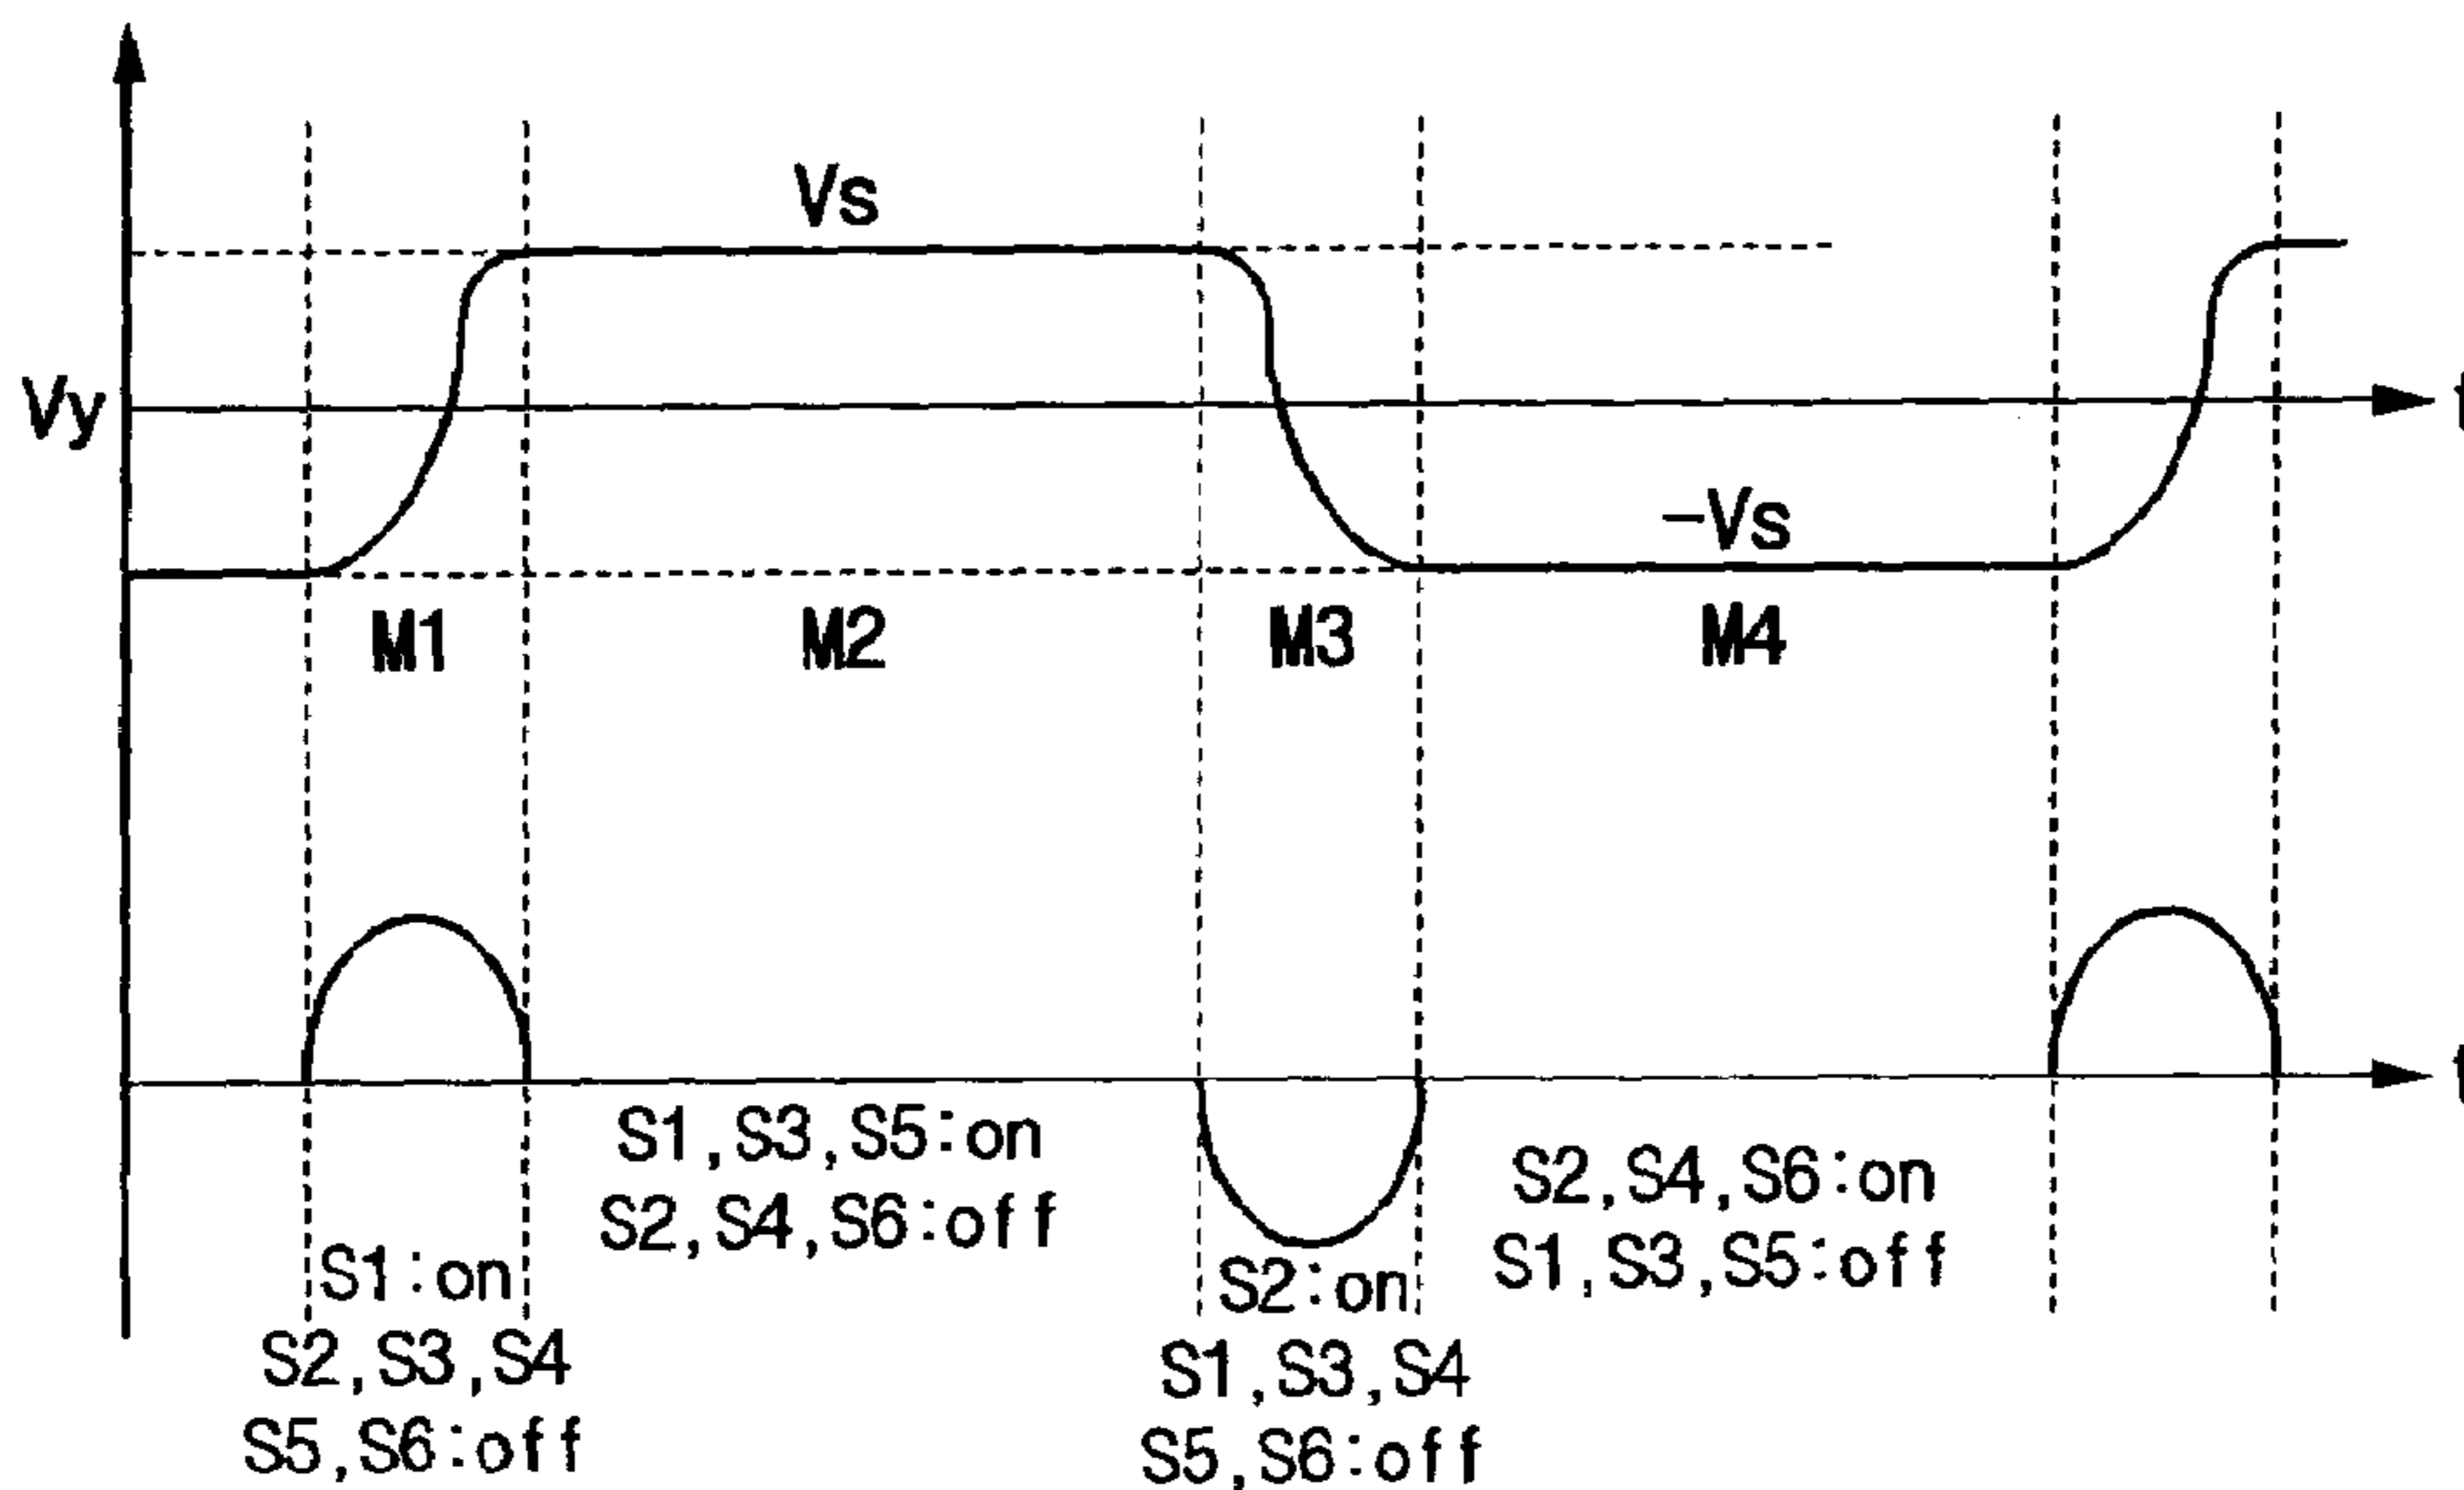 Vs
Vy
t
-Vs
M1
M2
M3
M4
t
S1,S3,S5:on
S2,S4,S6:off
S2,S4,S6:on
S1,S3,S5:off
S1:on
S2,S3,S4
S5,S6:off
S2:on
S1,S3,S4
S5,S6:off